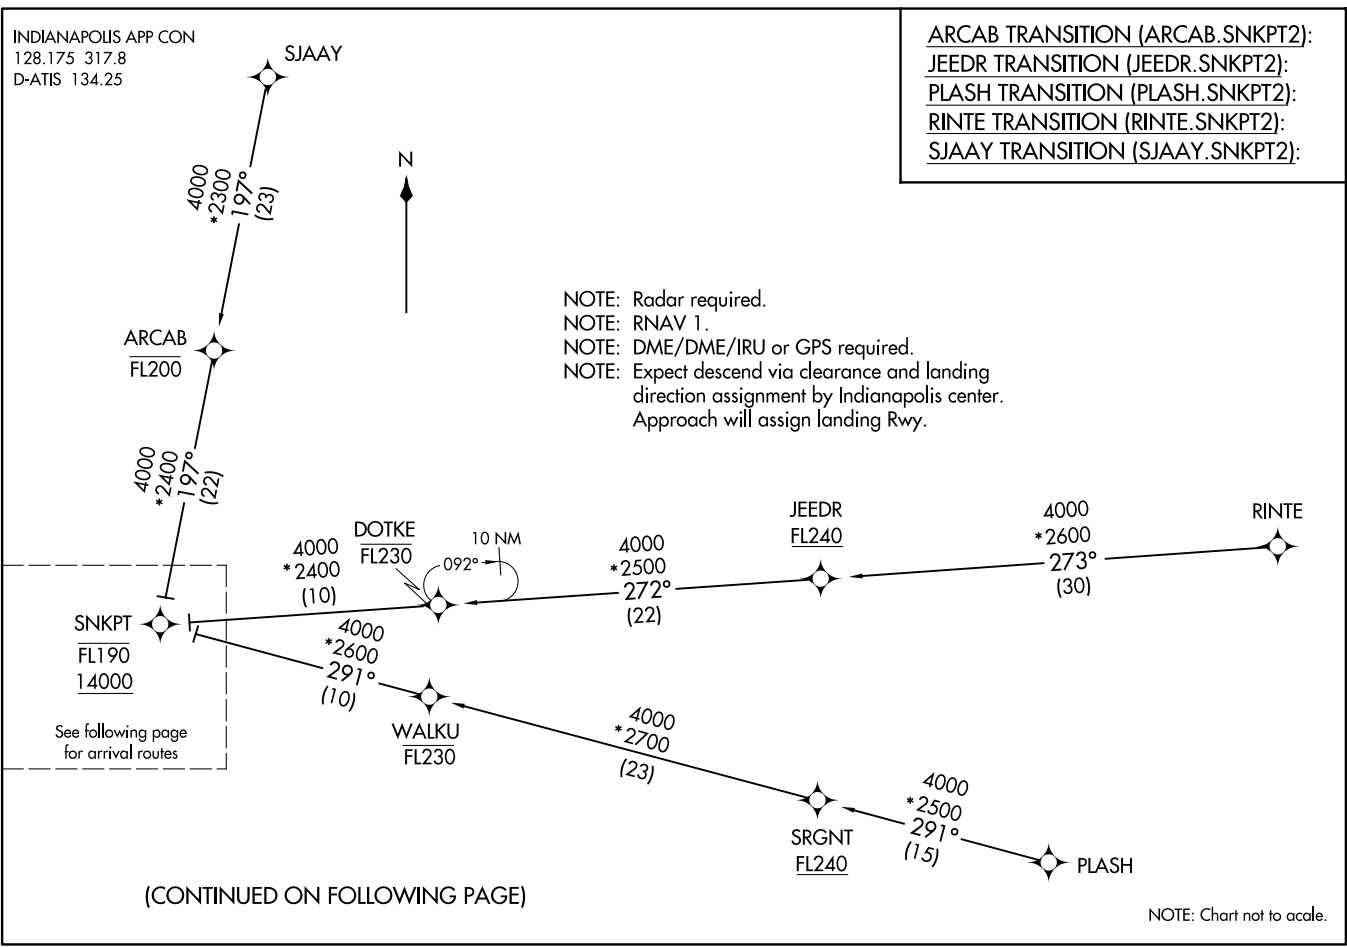 INDIANAPOLIS APP CON
128.175 317.8
D-ATIS 134.25
SJAAY
ARCAB TRANSITION (ARCAB.SNKPT2):
JEEDR TRANSITION (JEEDR.SNKPT2):
PLASH TRANSITION (PLASH.SNKPT2):
RINTE TRANSITION (RINTE.SNKPT2):
SJAAY TRANSITION (SJAAY.SNKPT2):
N
4000
*2300
197°
(23)
NOTE: Radar required.
NOTE: RNAV 1.
NOTE: DME/DME/IRU or GPS required.
NOTE: Expect descend via clearance and landing
direction assignment by Indianapolis center.
Approach will assign landing Rwy.
ARCAB
FL200
4000
*2400
197°
(22)
DOTKE
FL230
10 NM
092°
4000
*2400
(10)
4000
*2500
272°
(22)
JEEDR
FL240
4000
*2600
273°
(30)
RINTE
SNKPT
FL190
14000
See following page
for arrival routes
4000
*2600
291°
(10)
WALKU
FL230
4000
*2700
(23)
SRGNT
FL240
4000
*2500
291°
(15)
PLASH
(CONTINUED ON FOLLOWING PAGE)
NOTE: Chart not to acale.